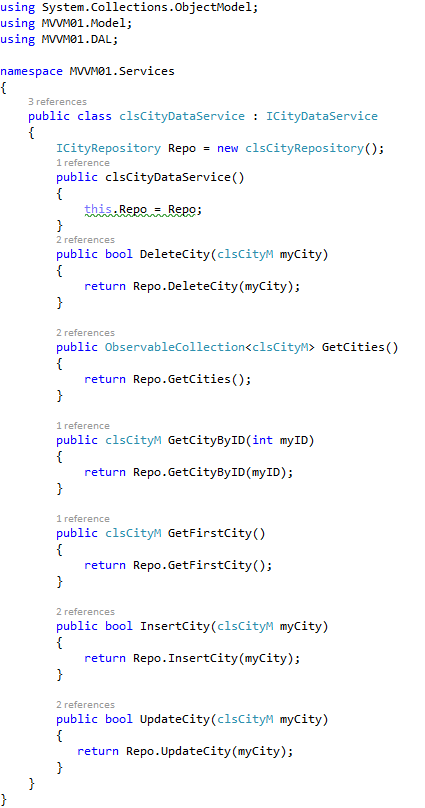 using System.Collections.ObjectModel;
using MVVM01.Model;
using MVVM01.DAL;
namespace MVVM01.Services
{
3 references
public class clsCityDataService : ICityDataService
{
ICityRepository Repo = new clsCityRepository();
1 reference
public clsCityDataService()
{
this.Repo = Repo;
}
2 references
public bool DeleteCity(clsCityM myCity)
{
return Repo.DeleteCity(myCity);
}
2 references
public ObservableCollection<clsCityM> GetCities()
{
return Repo.GetCities();
}
1 reference
public clsCityM GetCityByID(int myID)
{
return Repo.GetCityByID(myID);
}
1 reference
public clsCityM GetFirstCity()
{
return Repo.GetFirstCity();
}
2 references
public bool InsertCity(clsCityM myCity)
{
return Repo.InsertCity(myCity);
}
2 references
public bool UpdateCity(clsCityM myCity)
{
return Repo.UpdateCity(myCity);
}
}
}